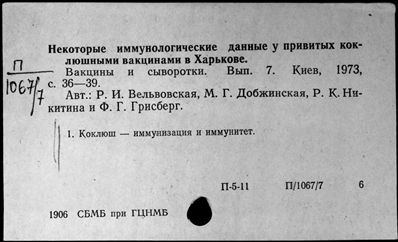 Некоторые иммунологические данные у привитых кок-
люшными вакцинами в Харькове.
П
1067/7
Вакцины и сыворотки. Вып. 7. Киев, 1973,
с. 36—39.
Авт.: Р. И. Вельвовская, М. Г. Добжинская, Р. К. Ни-
китина и Ф. Г. Грисберг.
1. Коклюш — иммунизация и иммунитет.
П-5-11 П/1067/7 6
1906 СБМБ при ГЦНМБ